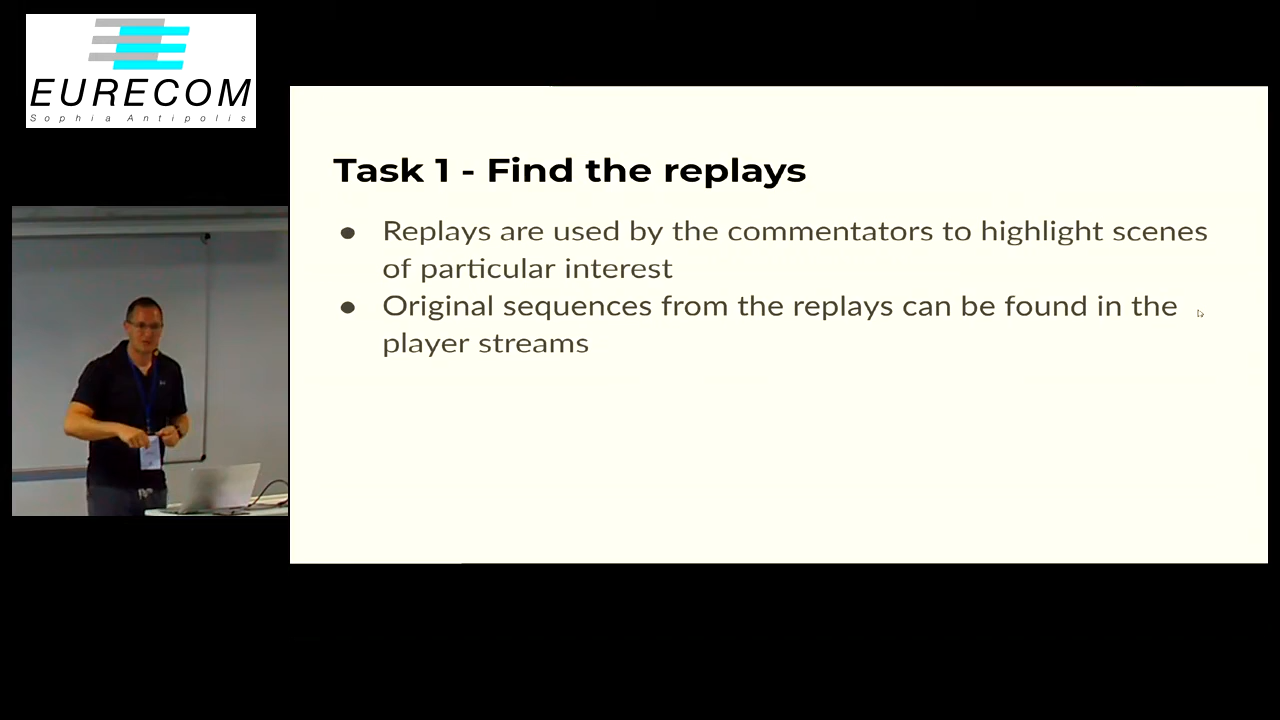 EURECOM
Sophia Antipolis
Task 1 - Find the replays
● Replays are used by the commentators to highlight scenes
of particular interest
● Original sequences from the replays can be found in the
player streams